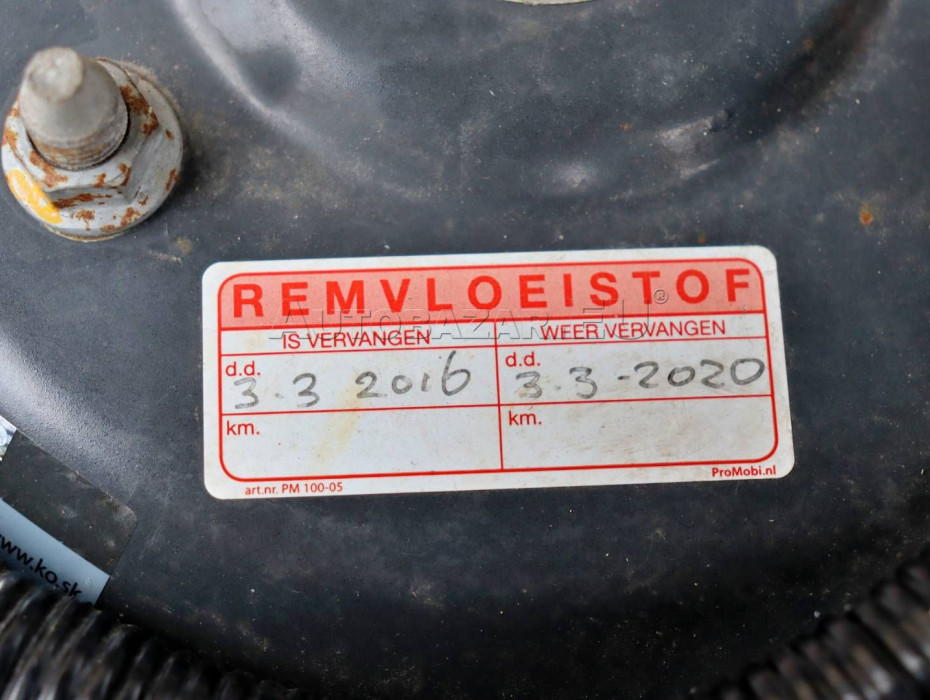 REMVLOEISTOF
AUTOBAZAR.EU®
IS VERVANGEN WEER VERVANGEN
d.d. d.d.
3.3 2016 3.3-2020
km. km.
art.nr. PM 100-05 ProMobi.nl
www.ko.sk